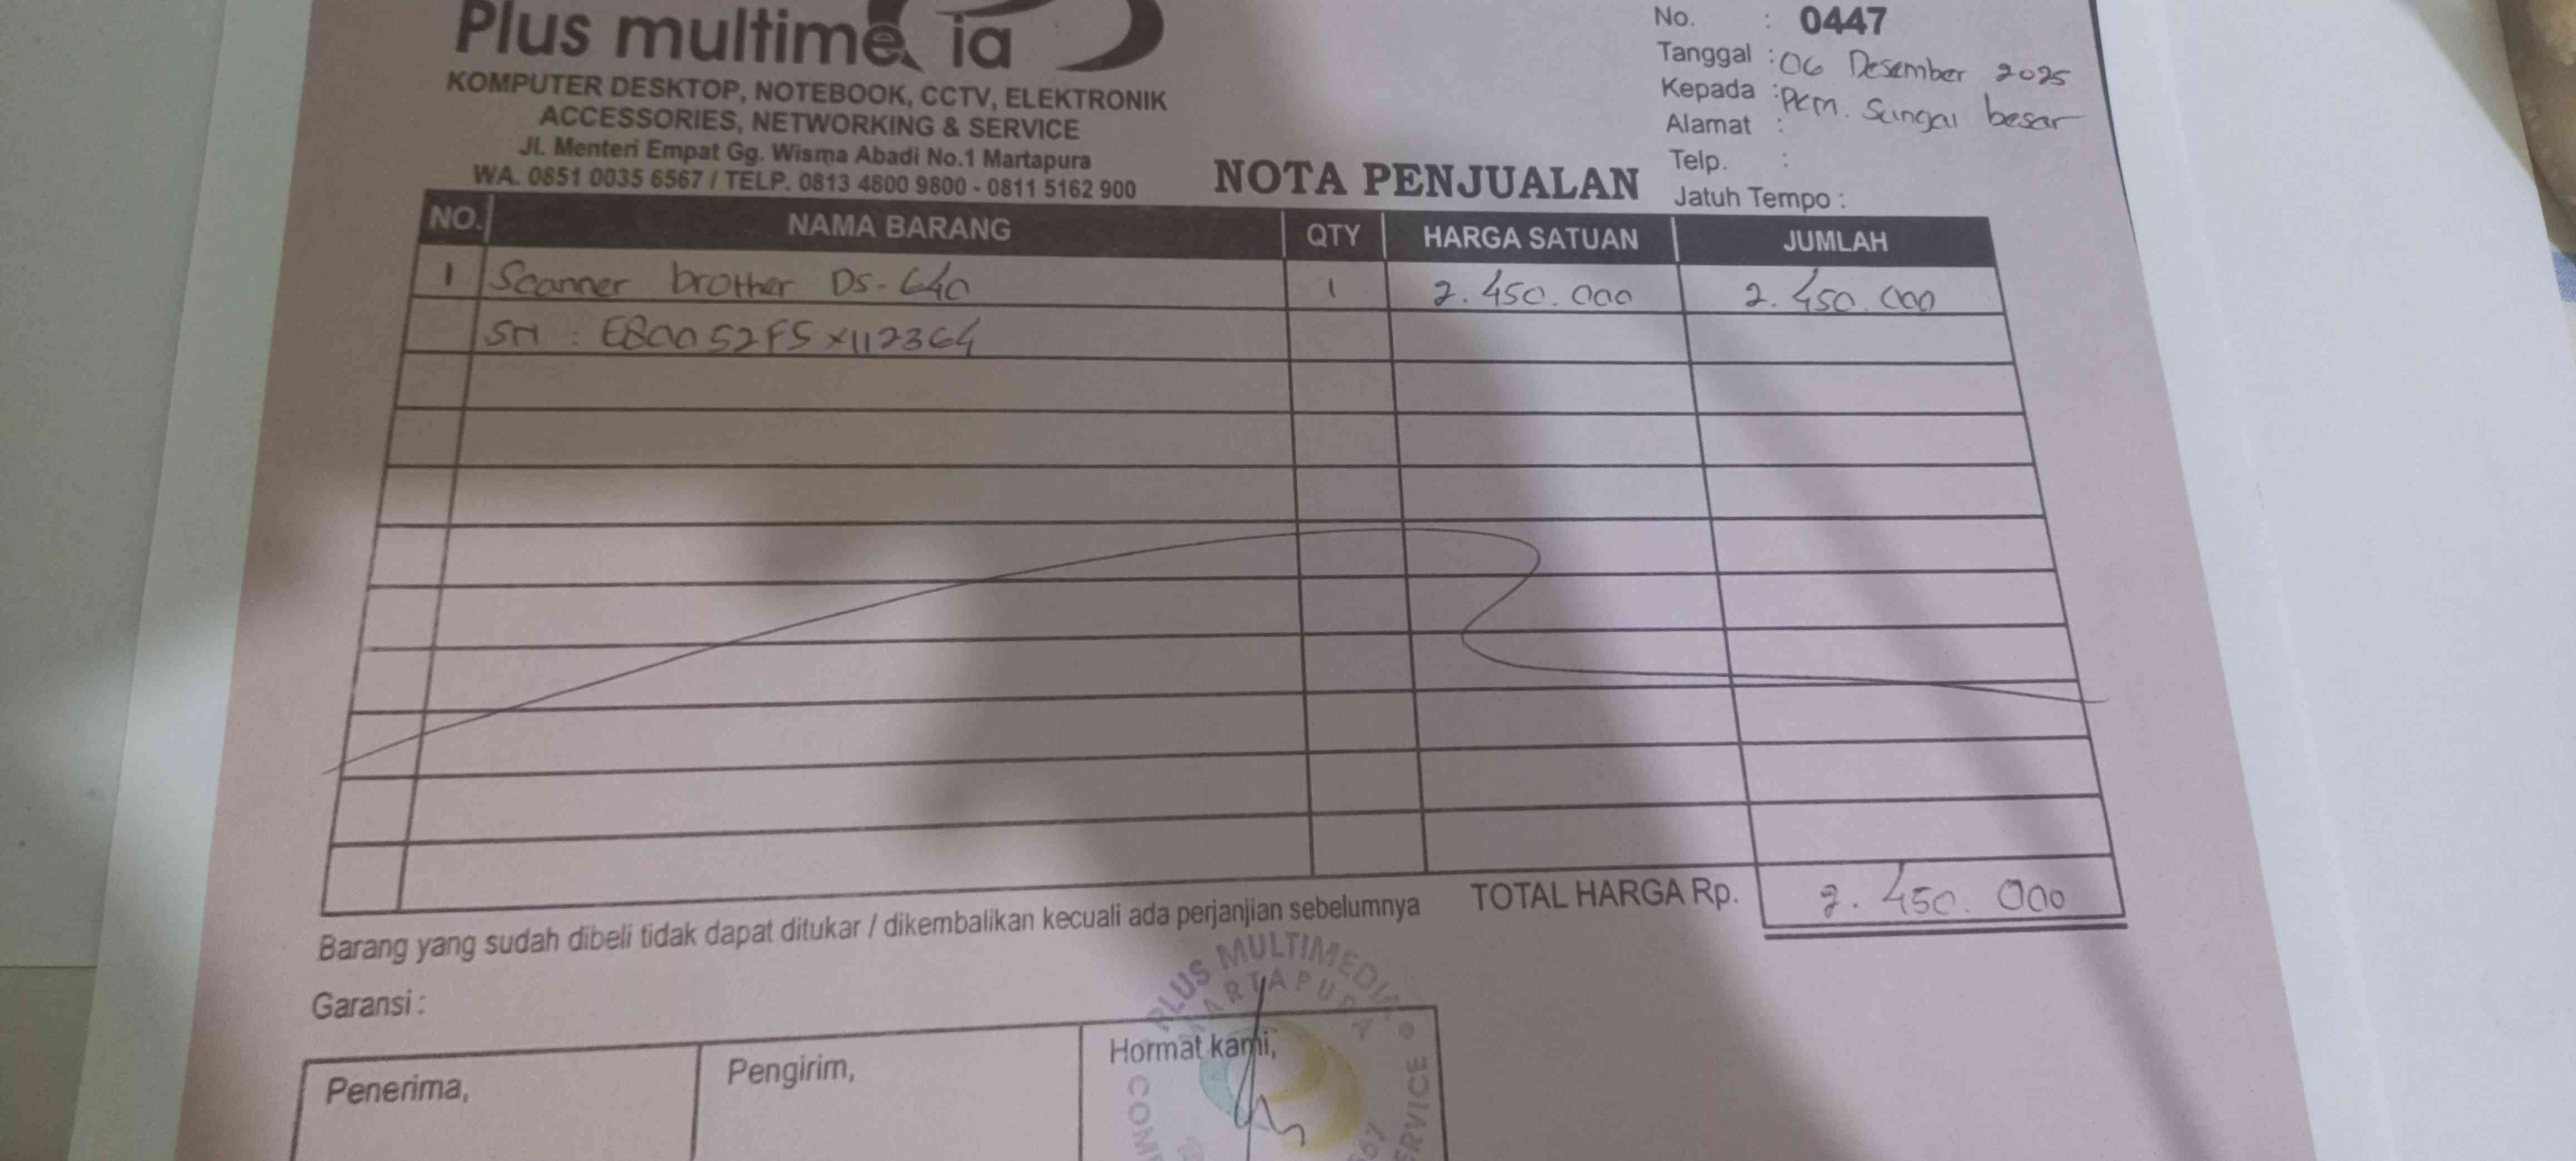 Plus multimedia
KOMPUTER DESKTOP, NOTEBOOK, CCTV, ELEKTRONIK
ACCESSORIES, NETWORKING & SERVICE
Jl. Menteri Empat Gg. Wisma Abadi No.1 Martapura
WA. 0851 0035 6567 / TELP. 0813 4800 9800 - 0811 5162 900
NOTA PENJUALAN
No. : 0447
Tanggal : 06 Desember 2025
Kepada : PKM. Sungai besar
Alamat :
Telp. :
Jatuh Tempo :
NO. NAMA BARANG QTY HARGA SATUAN JUMLAH
1 Scanner brother DS-640 1 2.450.000 2.450.000
SN : E80052F5X112364
TOTAL HARGA Rp. 2.450.000
Barang yang sudah dibeli tidak dapat ditukar / dikembalikan kecuali ada perjanjian sebelumnya
Garansi :
Penerima, Pengirim, Hormat kami,
PLUS MULTIMEDIA
MARTAPURA